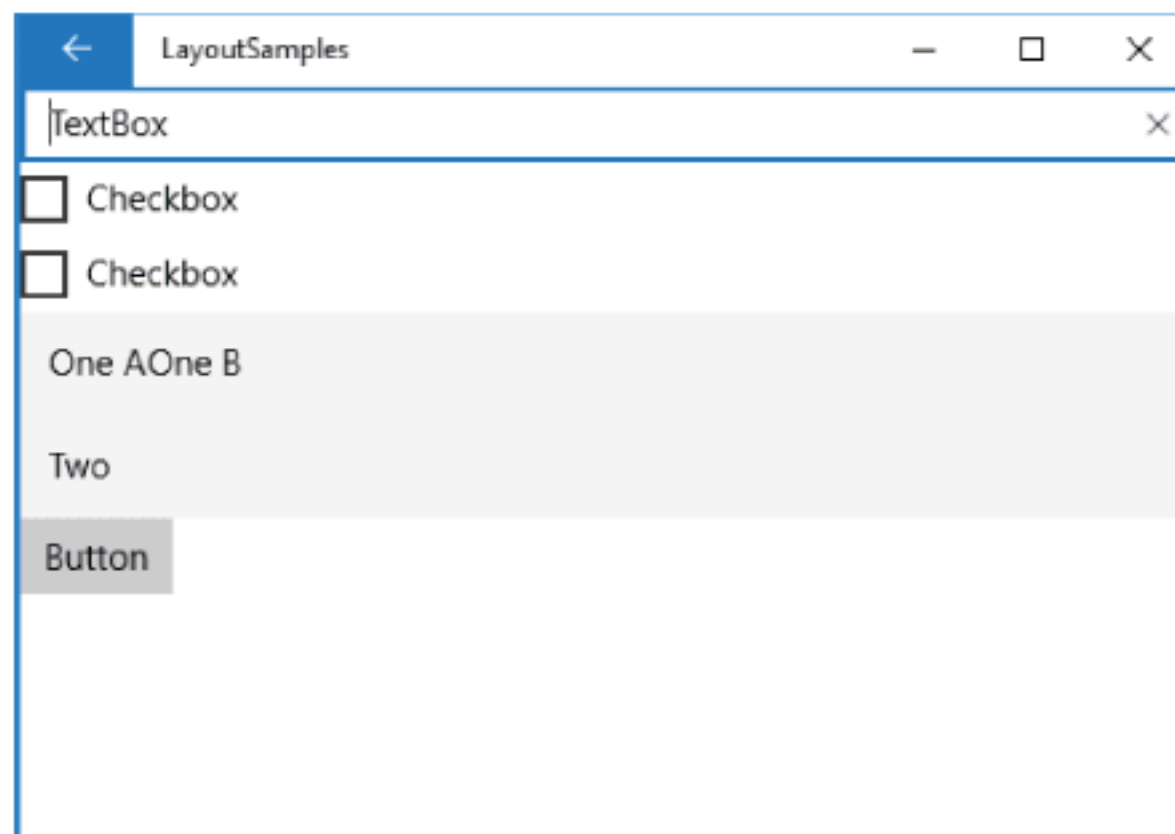 LayoutSamples
TextBox
Checkbox
Checkbox
One AOne B
Two
Button